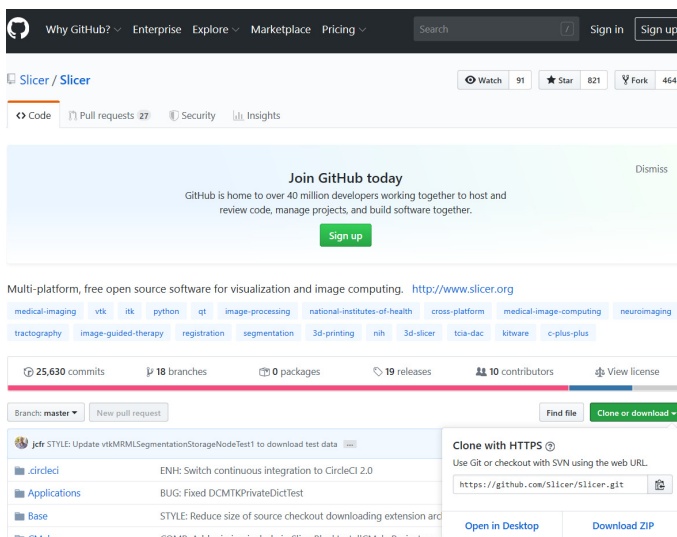 Why GitHub? Enterprise Explore Marketplace Pricing Search / Sign in Sign up
Slicer / Slicer Watch 91 Star 821 Fork 464
Code Pull requests 27 Security Insights
Join GitHub today
Dismiss
GitHub is home to over 40 million developers working together to host and
review code, manage projects, and build software together.
Sign up
Multi-platform, free open source software for visualization and image computing. http://www.slicer.org
medical-imaging vtk itk python qt image-processing national-institutes-of-health cross-platform medical-image-computing neuroimaging
tractography image-guided-therapy registration segmentation 3d-printing nih 3d-slicer tcia-dac kitware c-plus-plus
25,630 commits 18 branches 0 packages 19 releases 10 contributors View license
Branch: master New pull request Find file Clone or download
jcfr STYLE: Update vtkMRMLSegmentationStorageNodeTest1 to download test data ...
Clone with HTTPS ?
Use Git or checkout with SVN using the web URL.
https://github.com/Slicer/Slicer.git
Open in Desktop Download ZIP
.circleci ENH: Switch continuous integration to CircleCI 2.0
Applications BUG: Fixed DCMTKPrivateDictTest
Base STYLE: Reduce size of source checkout downloading extension arc